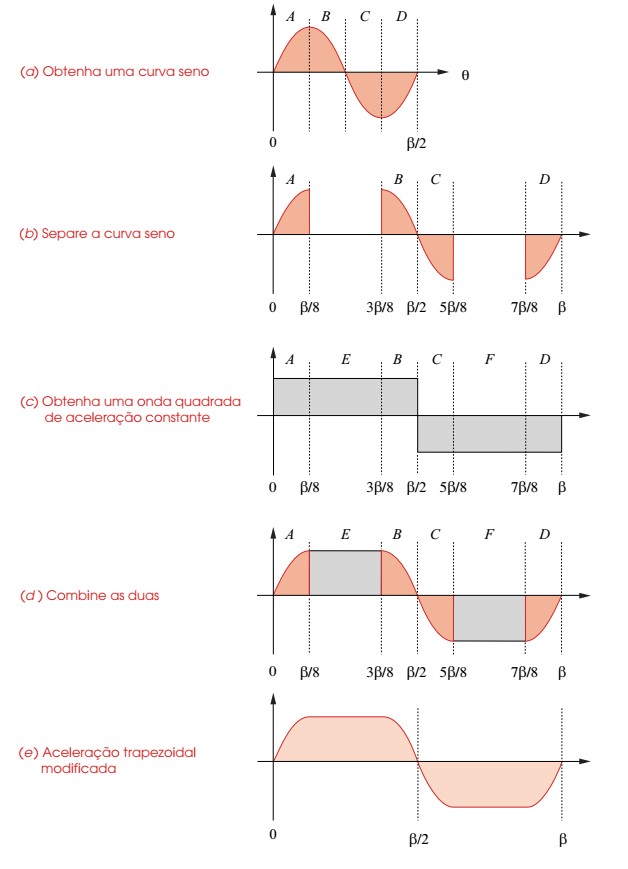 A B C D
(a) Obtenha uma curva seno
θ
0 β/2
A B C D
(b) Separe a curva seno
0 β/8 3β/8 β/2 5β/8 7β/8 β
A E B C F D
(c) Obtenha uma onda quadrada
de aceleração constante
0 β/8 3β/8 β/2 5β/8 7β/8 β
A E B C F D
(d ) Combine as duas
0 β/8 3β/8 β/2 5β/8 7β/8 β
(e) Aceleração trapezoidal
modificada
0 β/2 β